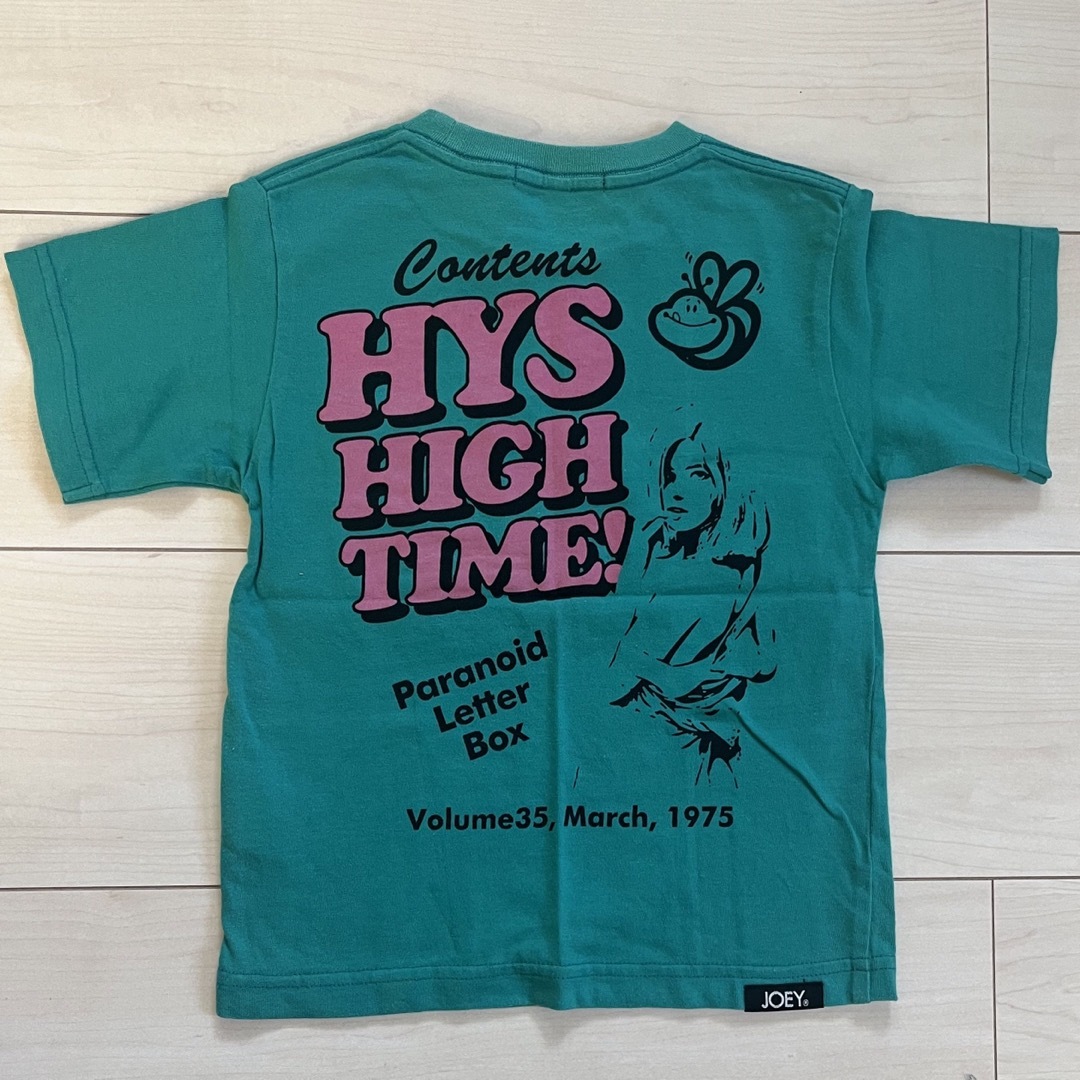 Contents
HYS
HIGH
TIME!
Paranoid
Letter
Box
Volume35, March, 1975
JOEY®